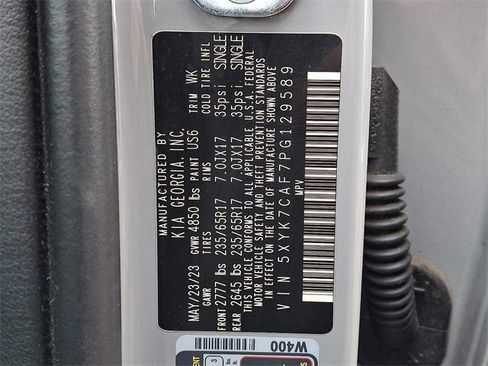 MANUFACTURED BY
KIA GEORGIA, INC.
MAY/23/23 GVWR 4850 lbs PAINT US6 TRIM WK
GAWR TIRES RIMS COLD TIRE INFL
FRONT 2777 lbs 235/65R17 7.0JX17 35psi SINGLE
REAR 2645 lbs 235/65R17 7.0JX17 35psi SINGLE
THIS VEHICLE CONFORMS TO ALL APPLICABLE U.S.A. FEDERAL
MOTOR VEHICLE SAFETY AND THEFT PREVENTION STANDARDS
IN EFFECT ON THE DATE OF MANUFACTURE SHOWN ABOVE
VIN 5XYK7CAF7PG129589
MPV
W400
3